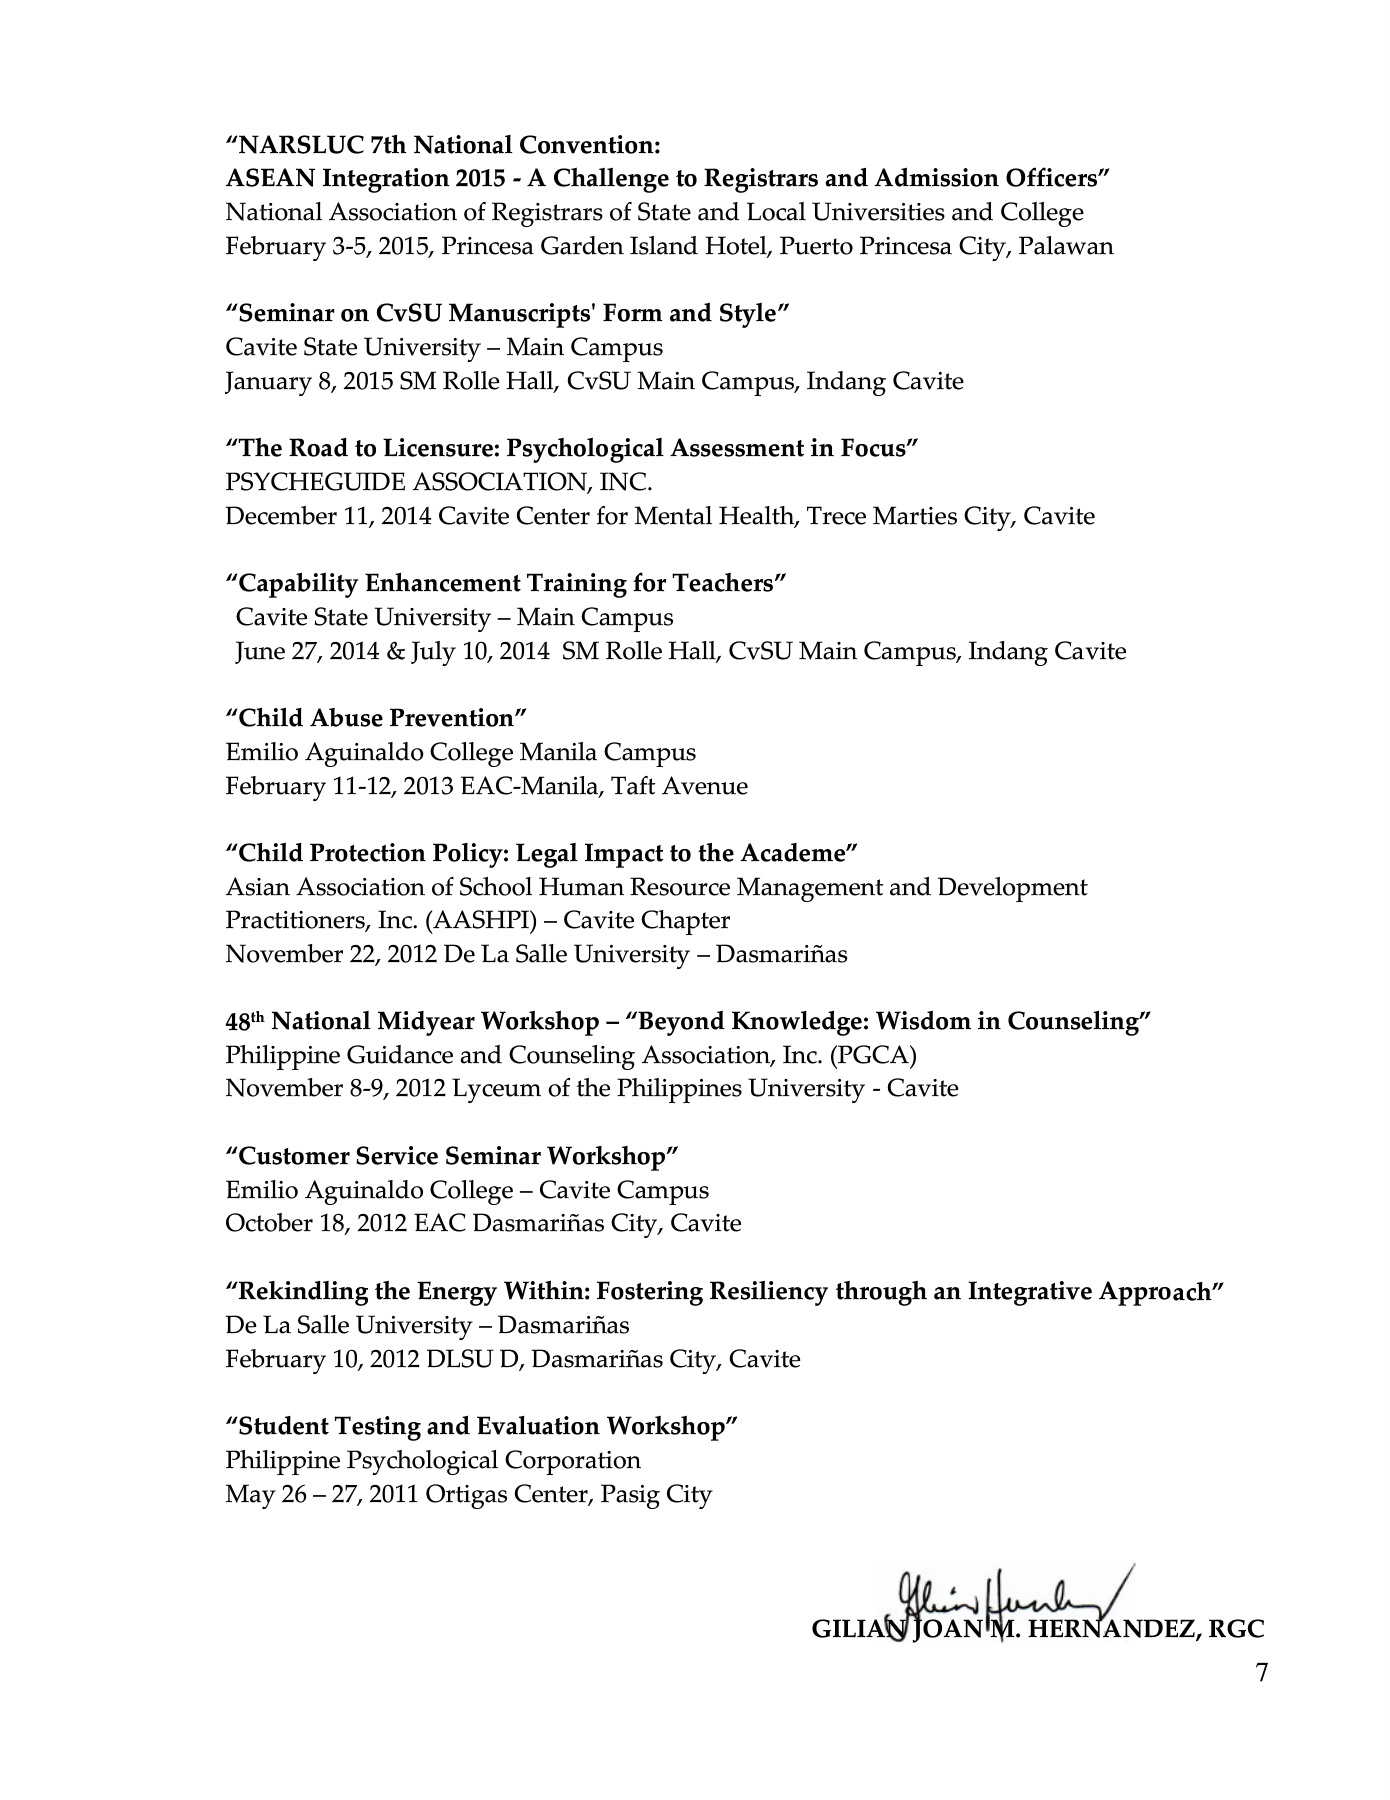 “NARSLUC 7th National Convention:
ASEAN Integration 2015 - A Challenge to Registrars and Admission Officers”
National Association of Registrars of State and Local Universities and College
February 3-5, 2015, Princesa Garden Island Hotel, Puerto Princesa City, Palawan
“Seminar on CvSU Manuscripts' Form and Style”
Cavite State University – Main Campus
January 8, 2015 SM Rolle Hall, CvSU Main Campus, Indang Cavite
“The Road to Licensure: Psychological Assessment in Focus”
PSYCHEGUIDE ASSOCIATION, INC.
December 11, 2014 Cavite Center for Mental Health, Trece Marties City, Cavite
“Capability Enhancement Training for Teachers”
Cavite State University – Main Campus
June 27, 2014 & July 10, 2014  SM Rolle Hall, CvSU Main Campus, Indang Cavite
“Child Abuse Prevention”
Emilio Aguinaldo College Manila Campus
February 11-12, 2013 EAC-Manila, Taft Avenue
“Child Protection Policy: Legal Impact to the Academe”
Asian Association of School Human Resource Management and Development
Practitioners, Inc. (AASHPI) – Cavite Chapter
November 22, 2012 De La Salle University – Dasmariñas
48th National Midyear Workshop – “Beyond Knowledge: Wisdom in Counseling”
Philippine Guidance and Counseling Association, Inc. (PGCA)
November 8-9, 2012 Lyceum of the Philippines University - Cavite
“Customer Service Seminar Workshop”
Emilio Aguinaldo College – Cavite Campus
October 18, 2012 EAC Dasmariñas City, Cavite
“Rekindling the Energy Within: Fostering Resiliency through an Integrative Approach”
De La Salle University – Dasmariñas
February 10, 2012 DLSU D, Dasmariñas City, Cavite
“Student Testing and Evaluation Workshop”
Philippine Psychological Corporation
May 26 – 27, 2011 Ortigas Center, Pasig City
GILIAN JOAN M. HERNANDEZ, RGC
7